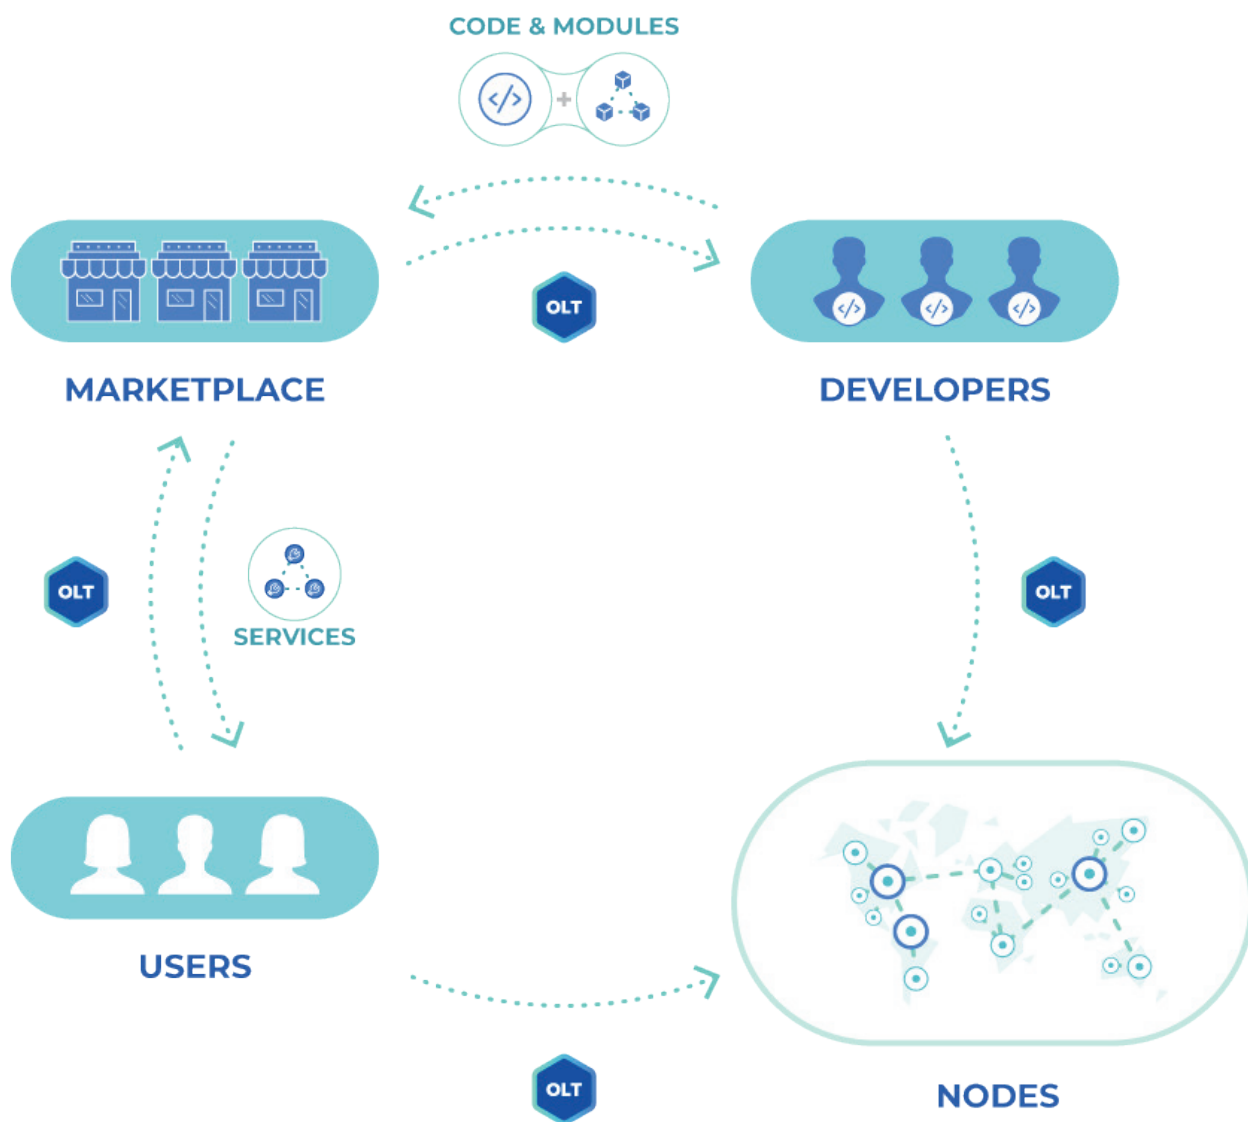 CODE & MODULES
</>
OLT
</> </> </>
MARKETPLACE
DEVELOPERS
OLT
SERVICES
OLT
USERS
OLT
NODES